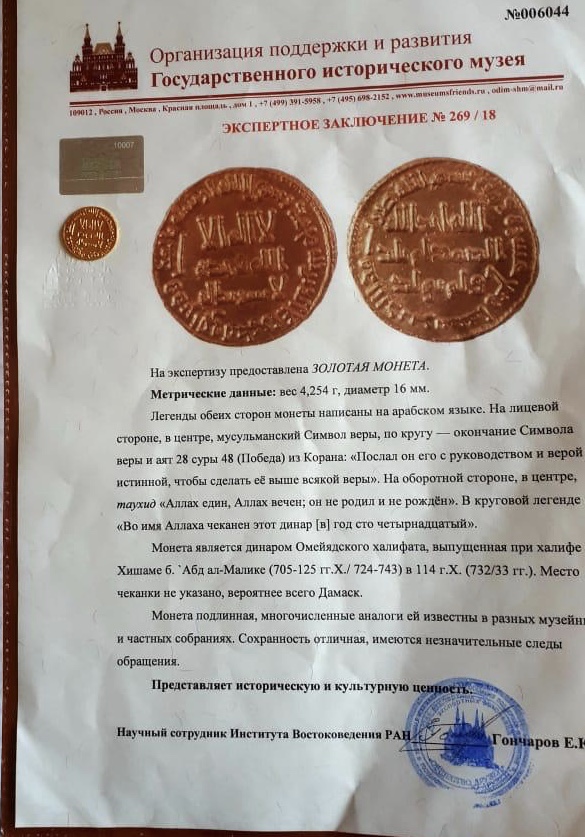 №006044
Организация поддержки и развития
Государственного исторического музея
109012 , Россия , Москва , Красная площадь , дом 1 , +7 (499) 391-5958 , +7 (495) 698-2152 , www.museumsfriends.ru , odim-shm@mail.ru
ЭКСПЕРТНОЕ ЗАКЛЮЧЕНИЕ № 269 / 18
10007
На экспертизу предоставлена ЗОЛОТАЯ МОНЕТА.
Метрические данные: вес 4,254 г, диаметр 16 мм.
Легенды обеих сторон монеты написаны на арабском языке. На лицевой
стороне, в центре, мусульманский Символ веры, по кругу — окончание Символа
веры и аят 28 суры 48 (Победа) из Корана: «Послал он его с руководством и верой
истинной, чтобы сделать её выше всякой веры». На оборотной стороне, в центре,
таухид «Аллах един, Аллах вечен; он не родил и не рождён». В круговой легенде
«Во имя Аллаха чеканен этот динар [в] год сто четырнадцатый».
Монета является динаром Омейядского халифата, выпущенная при халифе
Хишаме б. `Абд ал-Малике (705-125 гг.Х./ 724-743) в 114 г.Х. (732/33 гг.). Место
чеканки не указано, вероятнее всего Дамаск.
Монета подлинная, многочисленные аналоги ей известны в разных музейн
и частных собраниях. Сохранность отличная, имеются незначительные следы
обращения.
Представляет историческую и культурную ценность.
Научный сотрудник Института Востоковедения РАН Гончаров Е.Ю